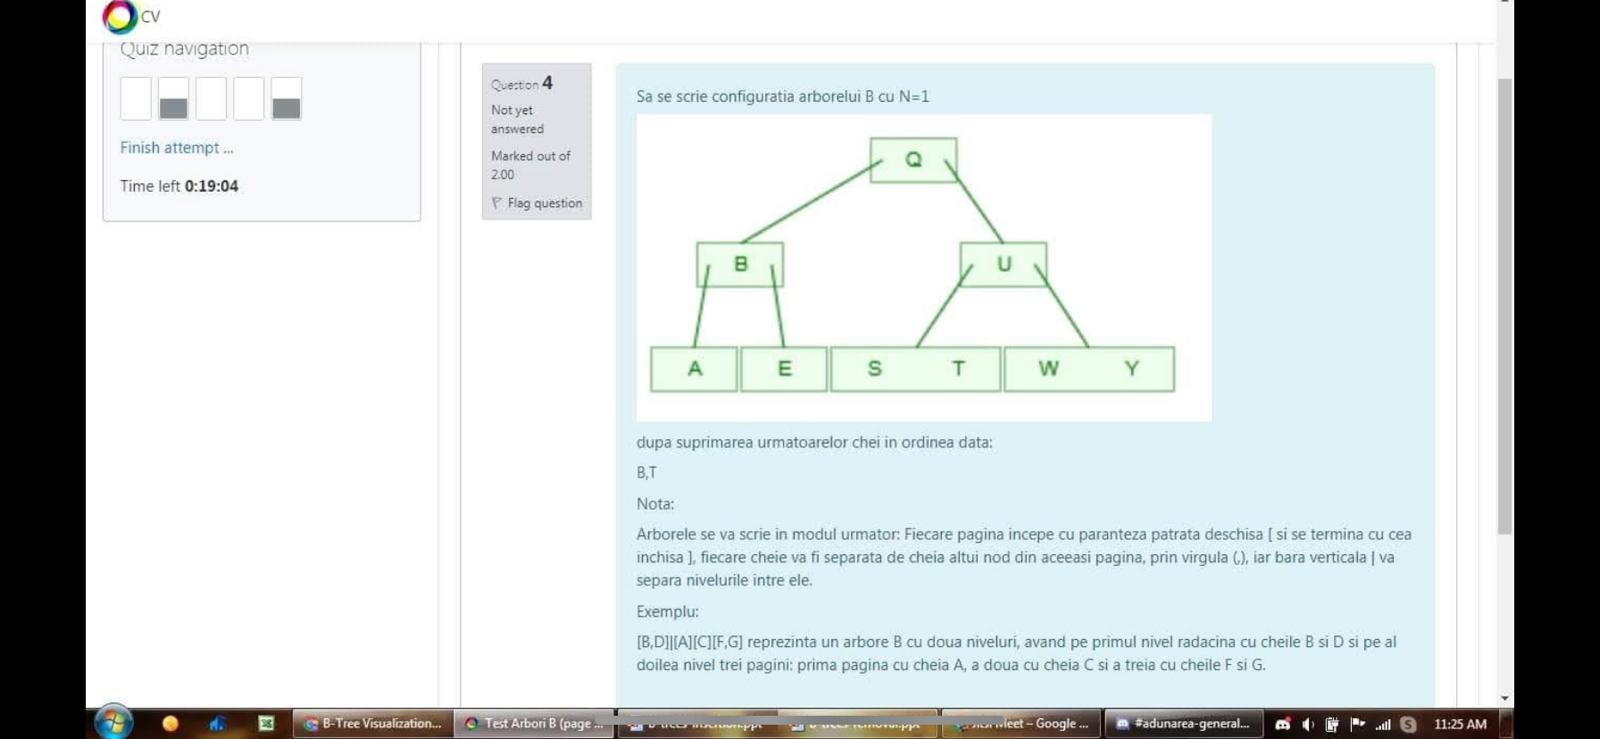 CV
Quiz navigation
Finish attempt ...
Time left 0:19:04
Question 4
Not yet
answered
Marked out of
2.00
Flag question
Sa se scrie configuratia arborelui B cu N=1
Q
B U
A E S T W Y
dupa suprimarea urmatoarelor chei in ordinea data:
B,T
Nota:
Arborele se va scrie in modul urmator: Fiecare pagina incepe cu paranteza patrata deschisa [ si se termina cu cea
inchisa ], fiecare cheie va fi separata de cheia altui nod din aceeasi pagina, prin virgula (,), iar bara verticala | va
separa nivelurile intre ele.
Exemplu:
[B,D]|[A][C][F,G] reprezinta un arbore B cu doua niveluri, avand pe primul nivel radacina cu cheile B si D si pe al
doilea nivel trei pagini: prima pagina cu cheia A, a doua cu cheia C si a treia cu cheile F si G.
B-Tree Visualization... Test Arbori B (page ... Meet – Google ... #adunarea-general... 11:25 AM